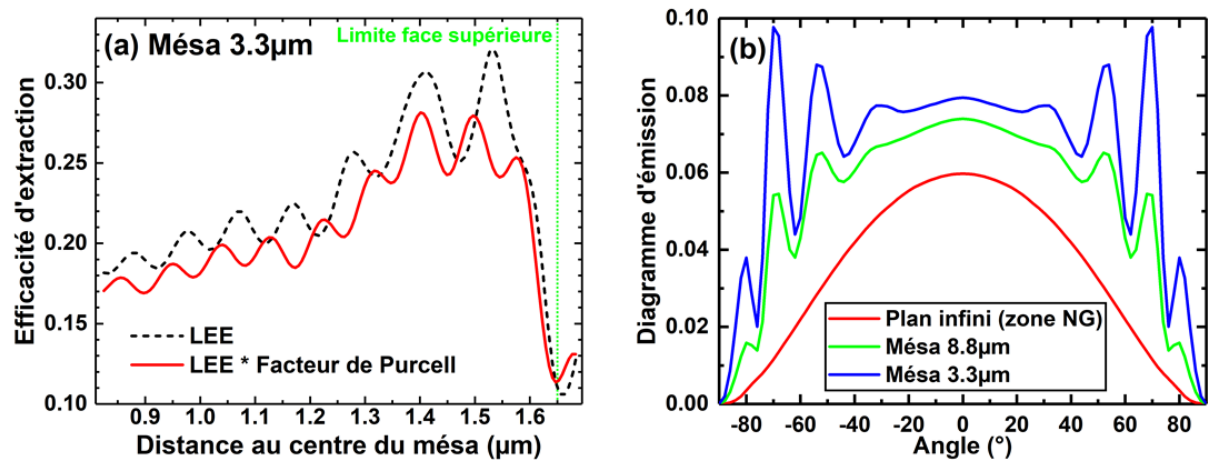 (a) Mésa 3.3µm
Limite face supérieure
Efficacité d'extraction
0.30
0.25
0.20
0.15
0.10
LEE
LEE * Facteur de Purcell
0.9 1.0 1.1 1.2 1.3 1.4 1.5 1.6
Distance au centre du mésa (µm)
(b)
Diagramme d'émission
0.10
0.08
0.06
0.04
0.02
0.00
Plan infini (zone NG)
Mésa 8.8µm
Mésa 3.3µm
-80 -60 -40 -20 0 20 40 60 80
Angle (°)